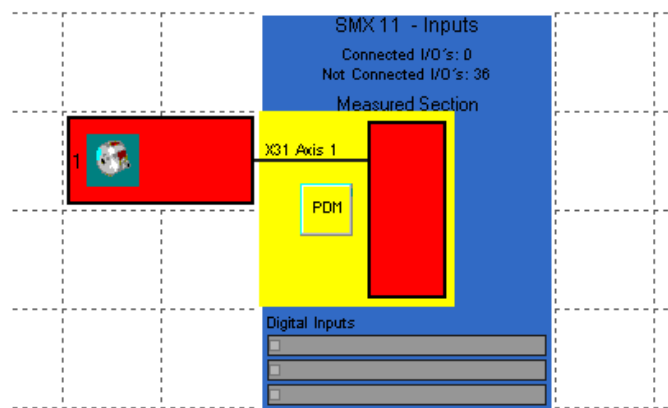 SMX 11 - Inputs
Connected I/O´s: 0
Not Connected I/O´s: 36
Measured Section
1
X31 Axis 1
PDM
Digital Inputs